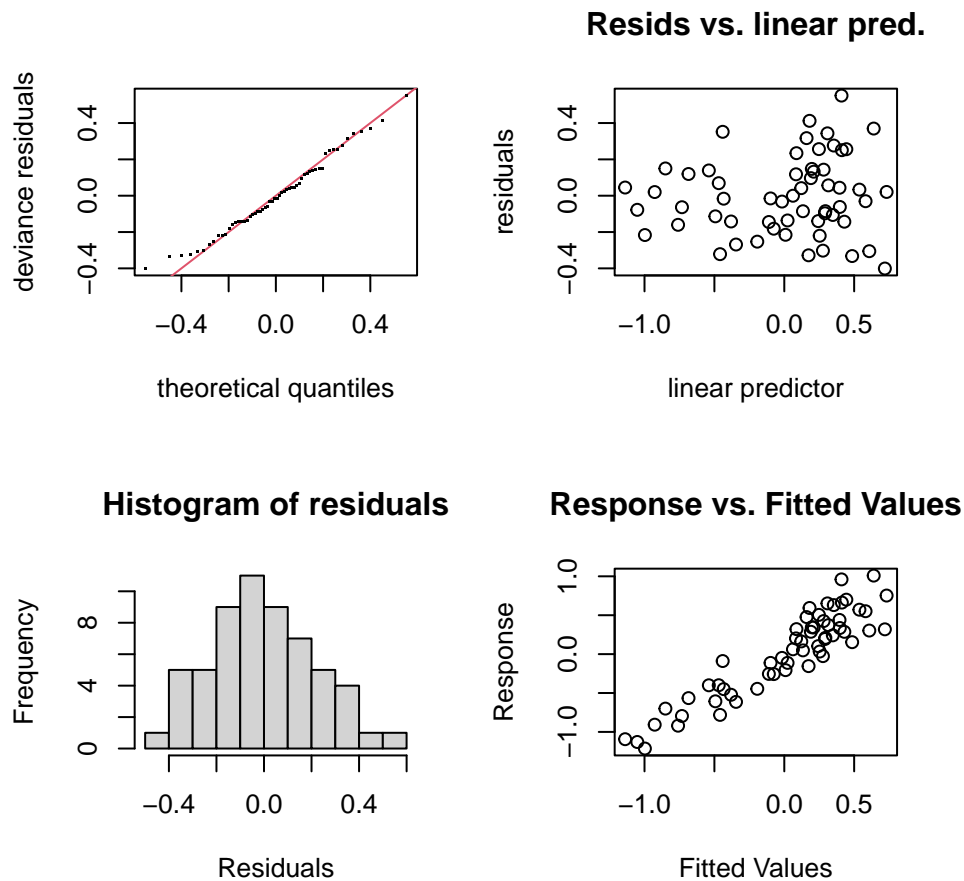 deviance residuals
0.4
0.0
−0.4
−0.4
0.0
0.4
theoretical quantiles
Resids vs. linear pred.
residuals
0.4
0.0
−0.4
−1.0
0.0
0.5
linear predictor
Histogram of residuals
Frequency
8
4
0
−0.4
0.0
0.4
Residuals
Response vs. Fitted Values
Response
1.0
0.0
−1.0
−1.0
0.0
0.5
Fitted Values